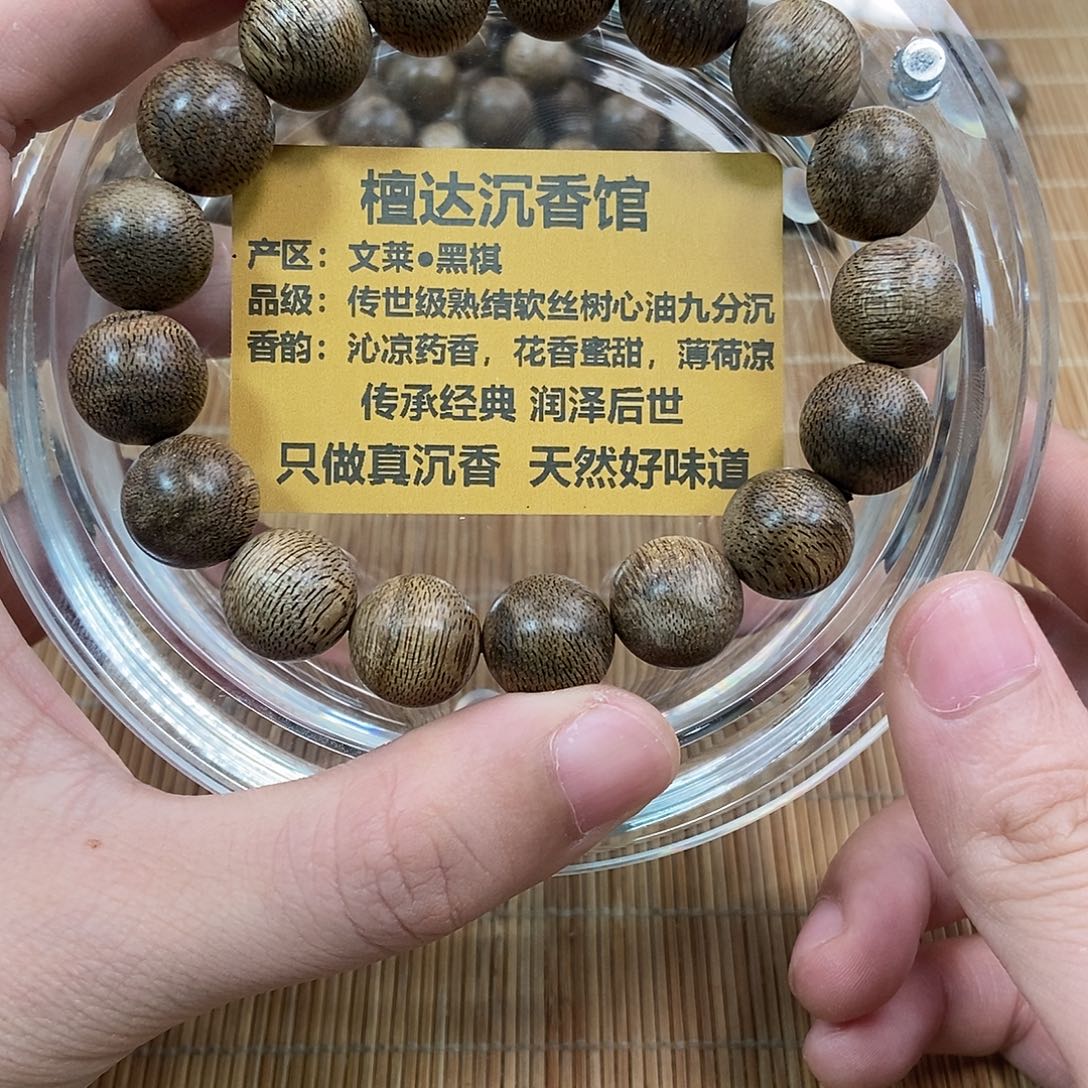 檀达沉香馆
产区：文莱•黑棋
品级：传世级熟结软丝树心油九分沉
香韵：沁凉药香，花香蜜甜，薄荷凉
传承经典 润泽后世
只做真沉香 天然好味道